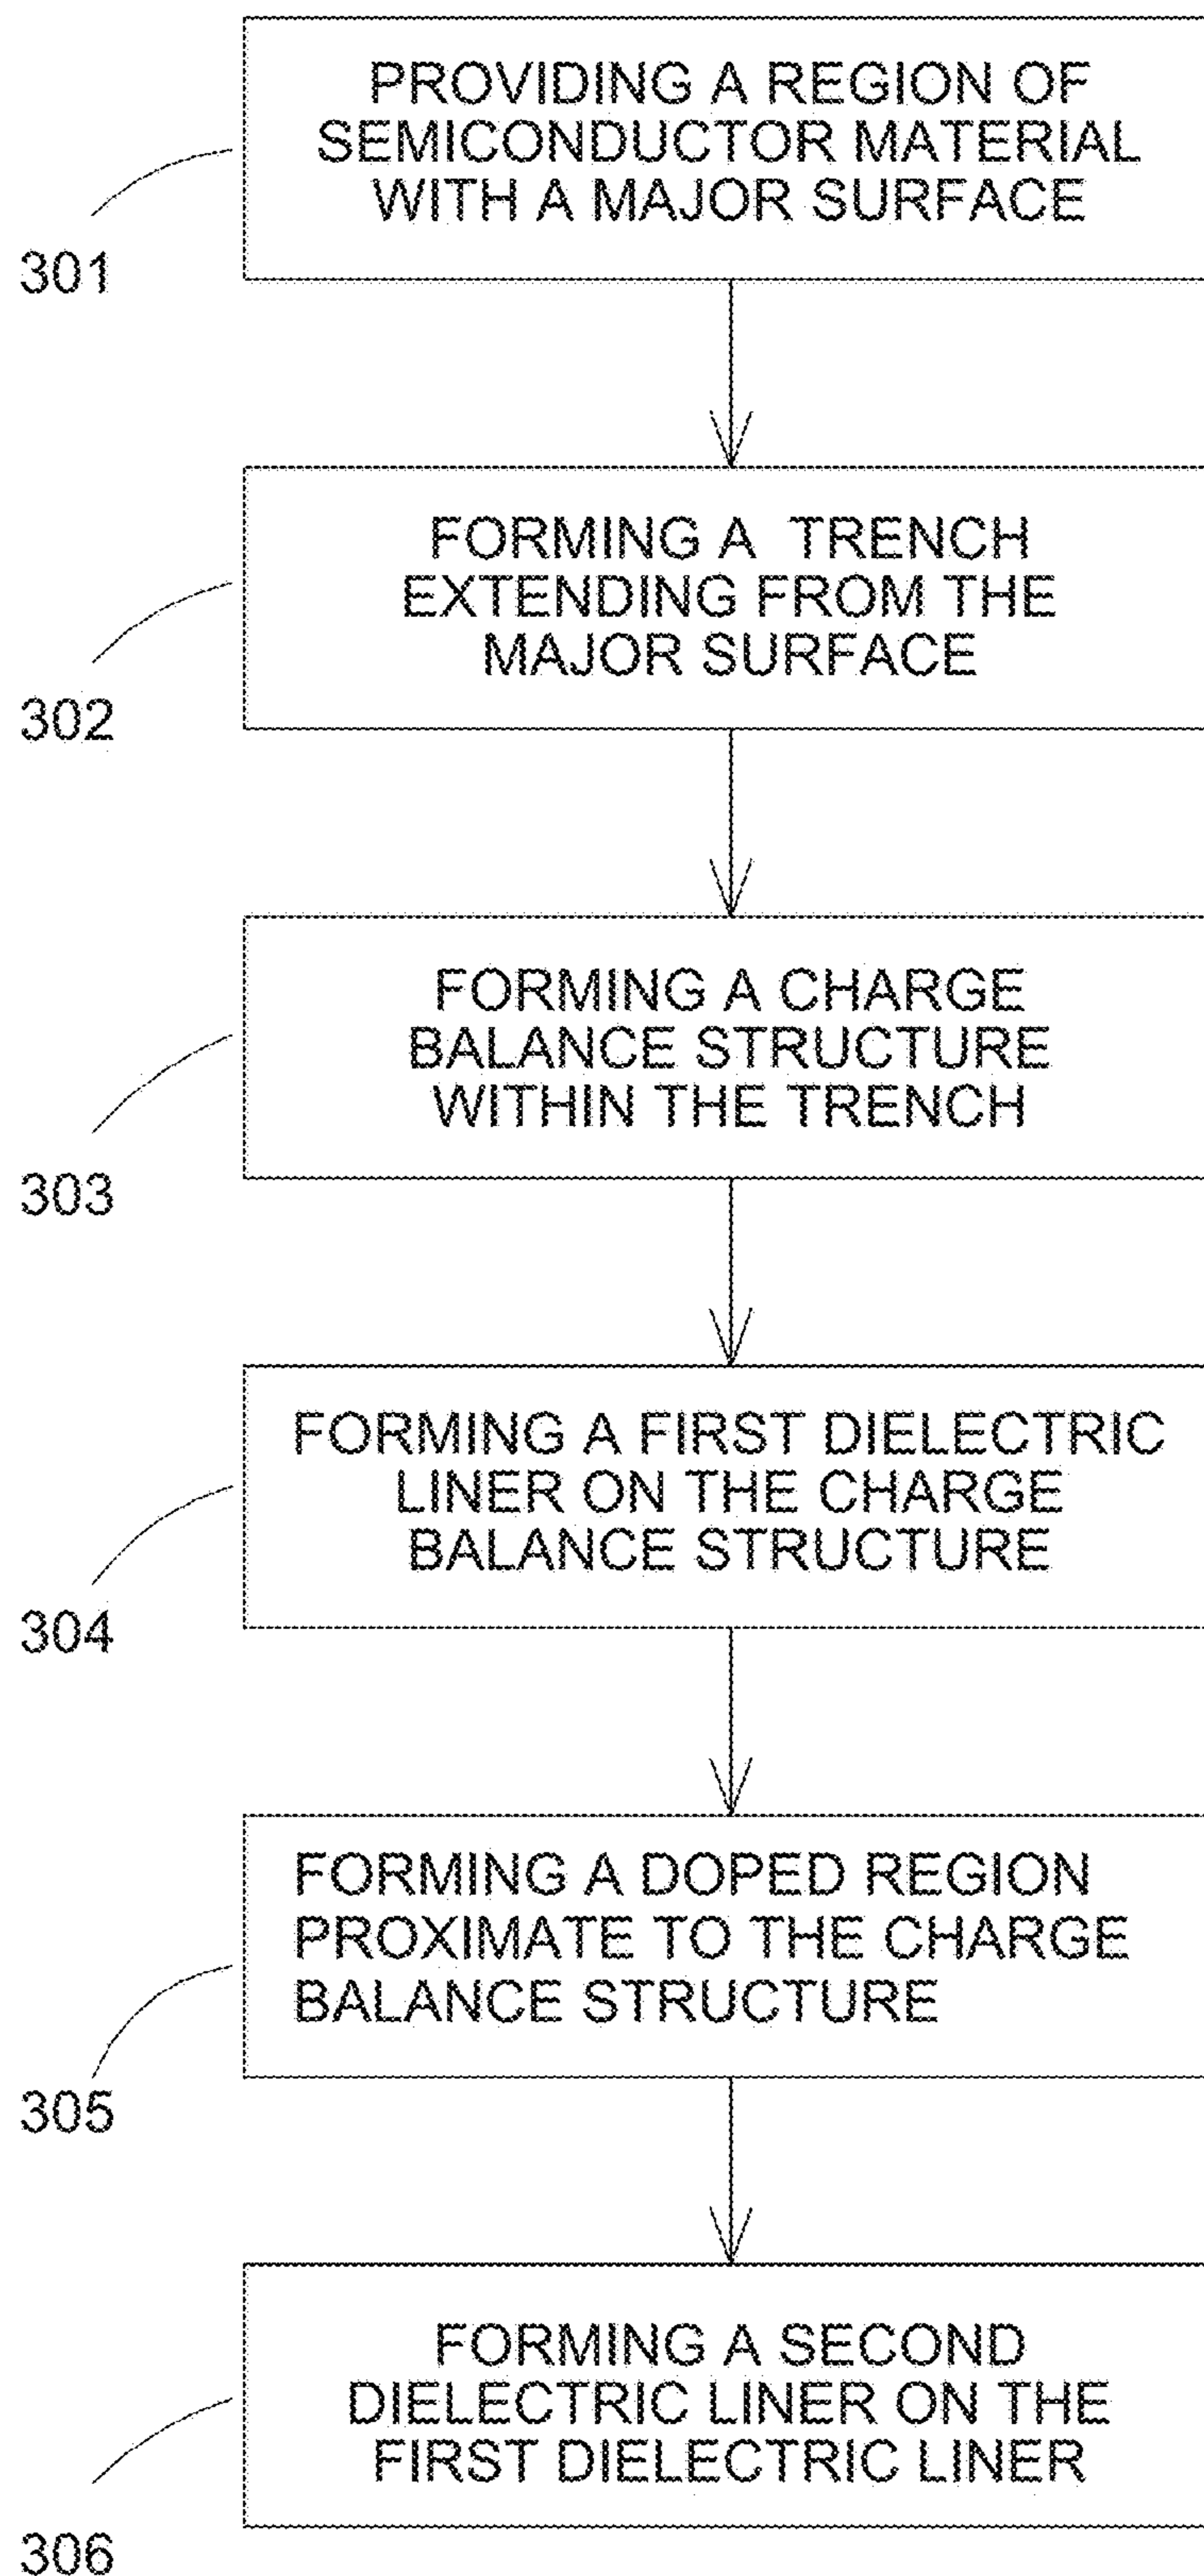 PROVIDING A REGION OF
SEMICONDUCTOR MATERIAL
WITH A MAJOR SURFACE
301
FORMING A TRENCH
EXTENDING FROM THE
MAJOR SURFACE
302
FORMING A CHARGE
BALANCE STRUCTURE
WITHIN THE TRENCH
303
FORMING A FIRST DIELECTRIC
LINER ON THE CHARGE
BALANCE STRUCTURE
304
FORMING A DOPED REGION
PROXIMATE TO THE CHARGE
BALANCE STRUCTURE
305
FORMING A SECOND
DIELECTRIC LINER ON THE
FIRST DIELECTRIC LINER
306